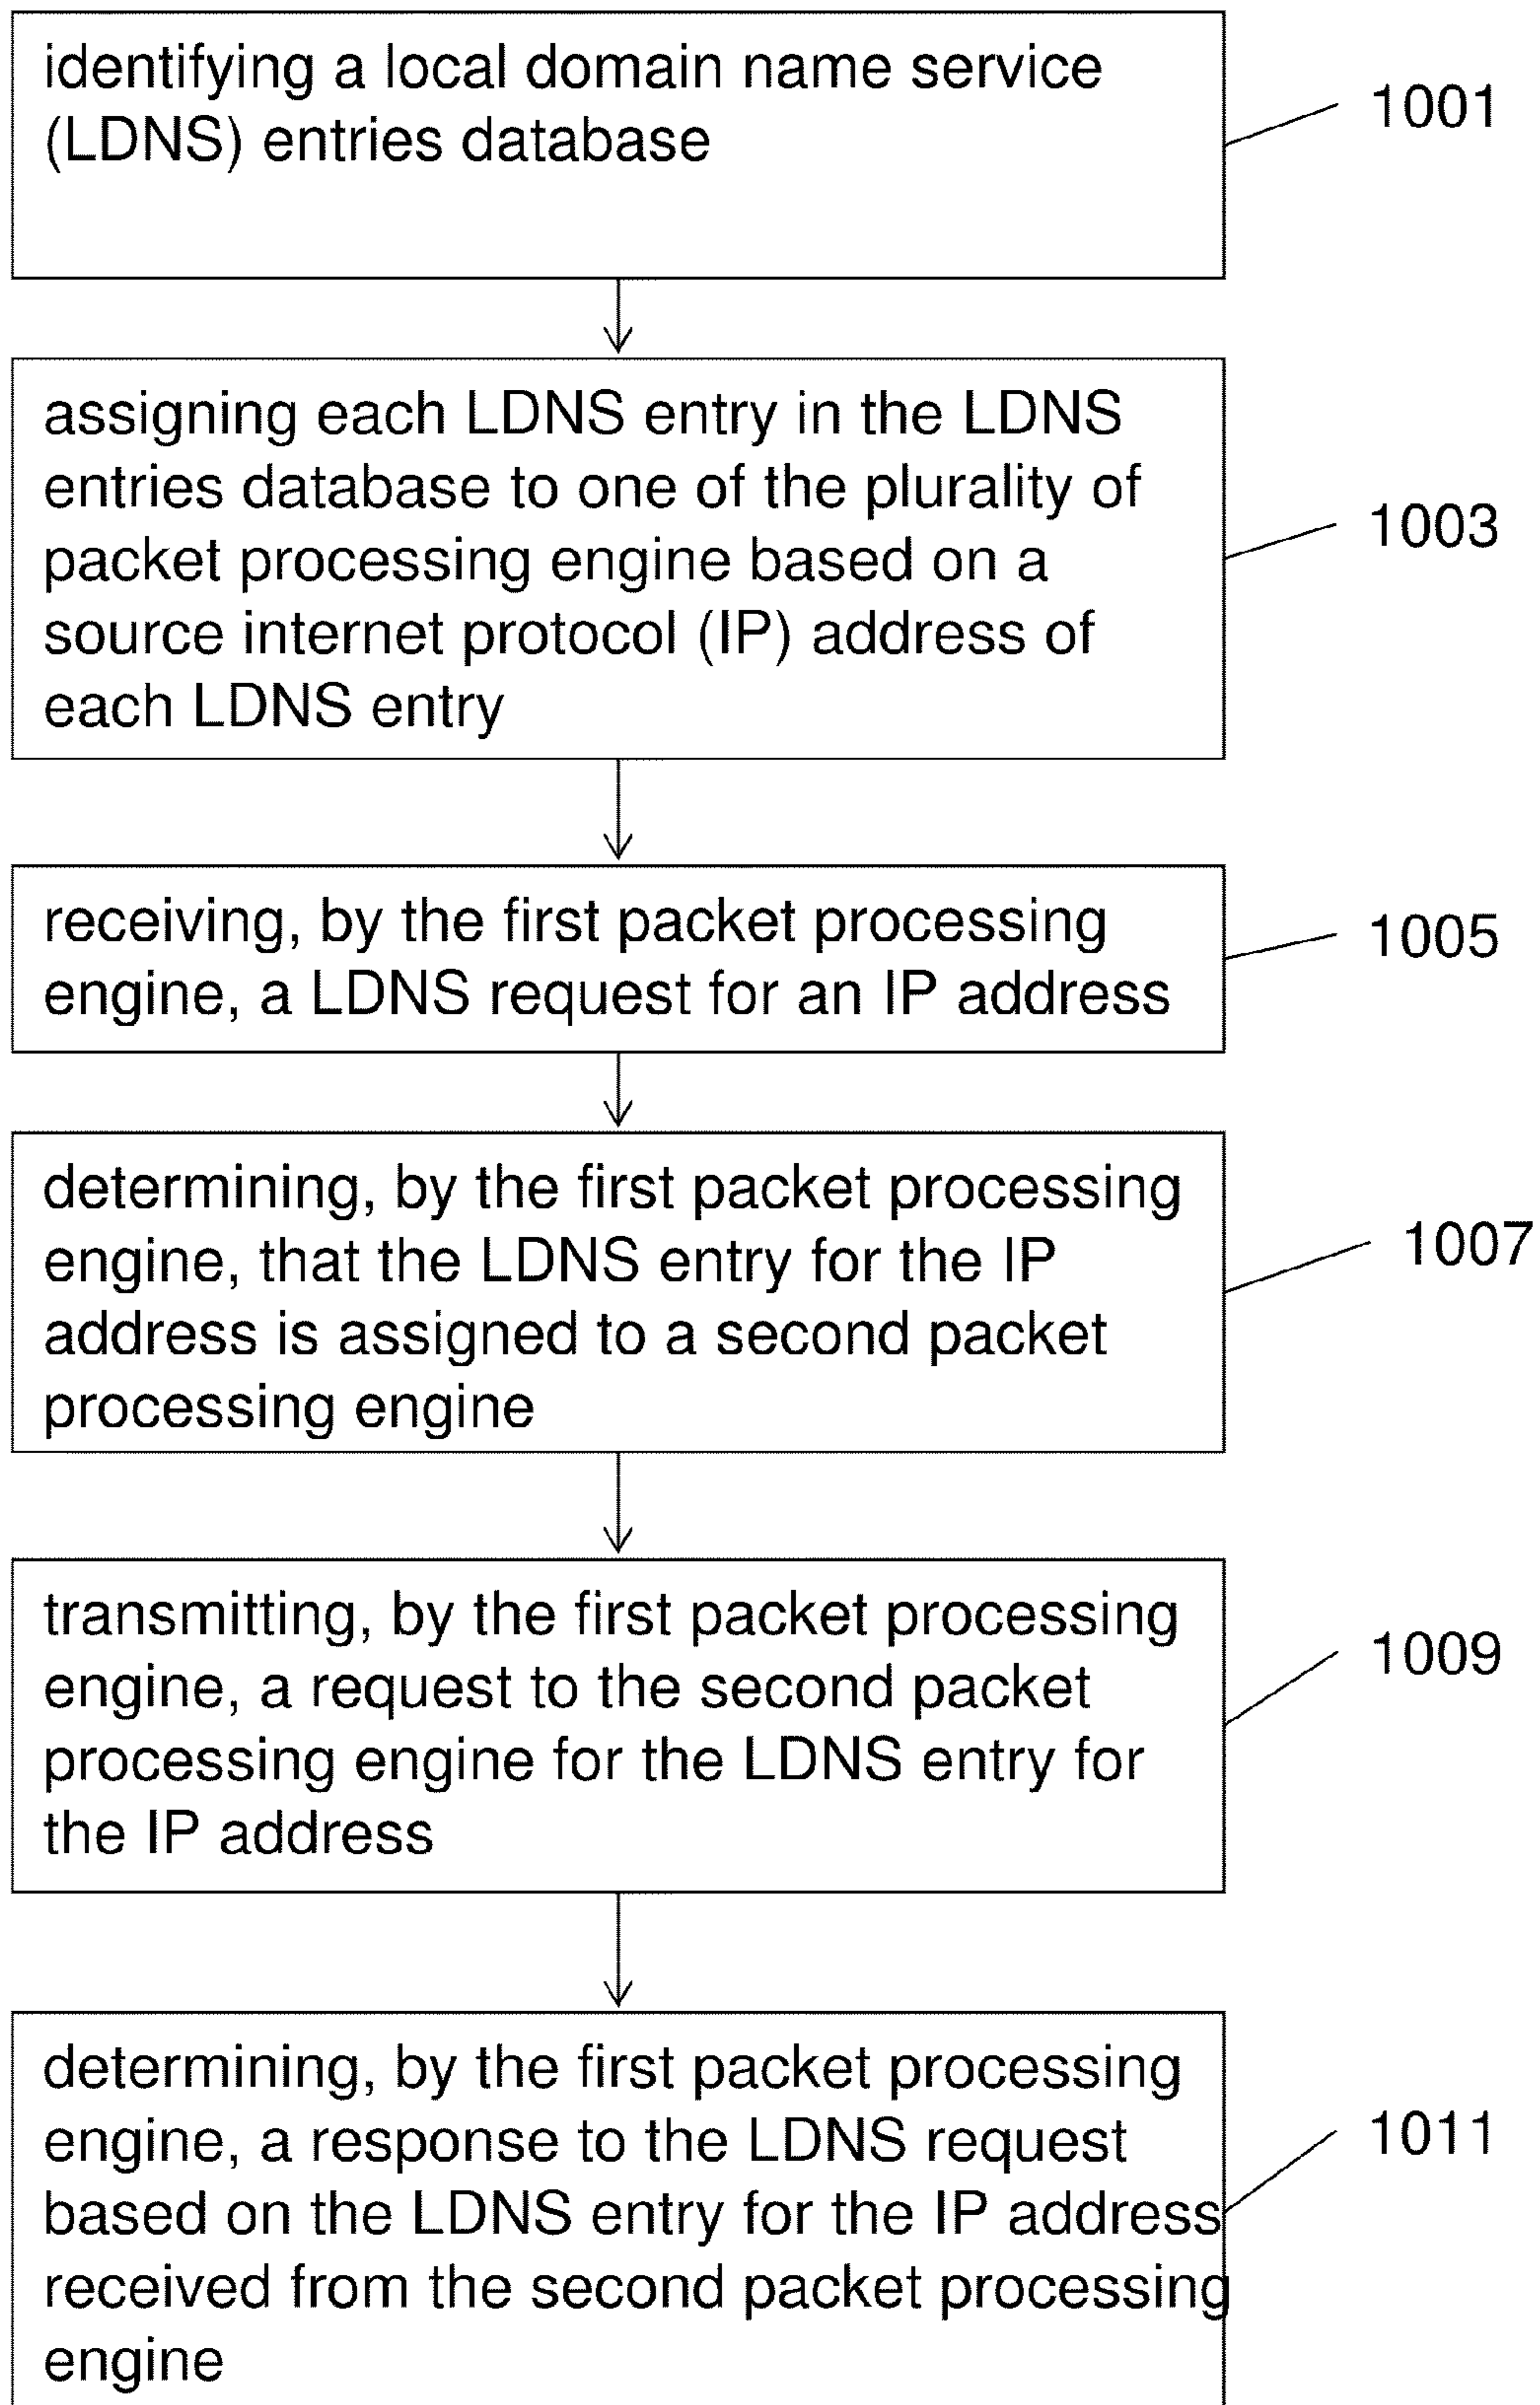 identifying a local domain name service
(LDNS) entries database
1001
assigning each LDNS entry in the LDNS
entries database to one of the plurality of
packet processing engine based on a
source internet protocol (IP) address of
each LDNS entry
1003
receiving, by the first packet processing
engine, a LDNS request for an IP address
1005
determining, by the first packet processing
engine, that the LDNS entry for the IP
address is assigned to a second packet
processing engine
1007
transmitting, by the first packet processing
engine, a request to the second packet
processing engine for the LDNS entry for
the IP address
1009
determining, by the first packet processing
engine, a response to the LDNS request
based on the LDNS entry for the IP address
received from the second packet processing
engine
1011